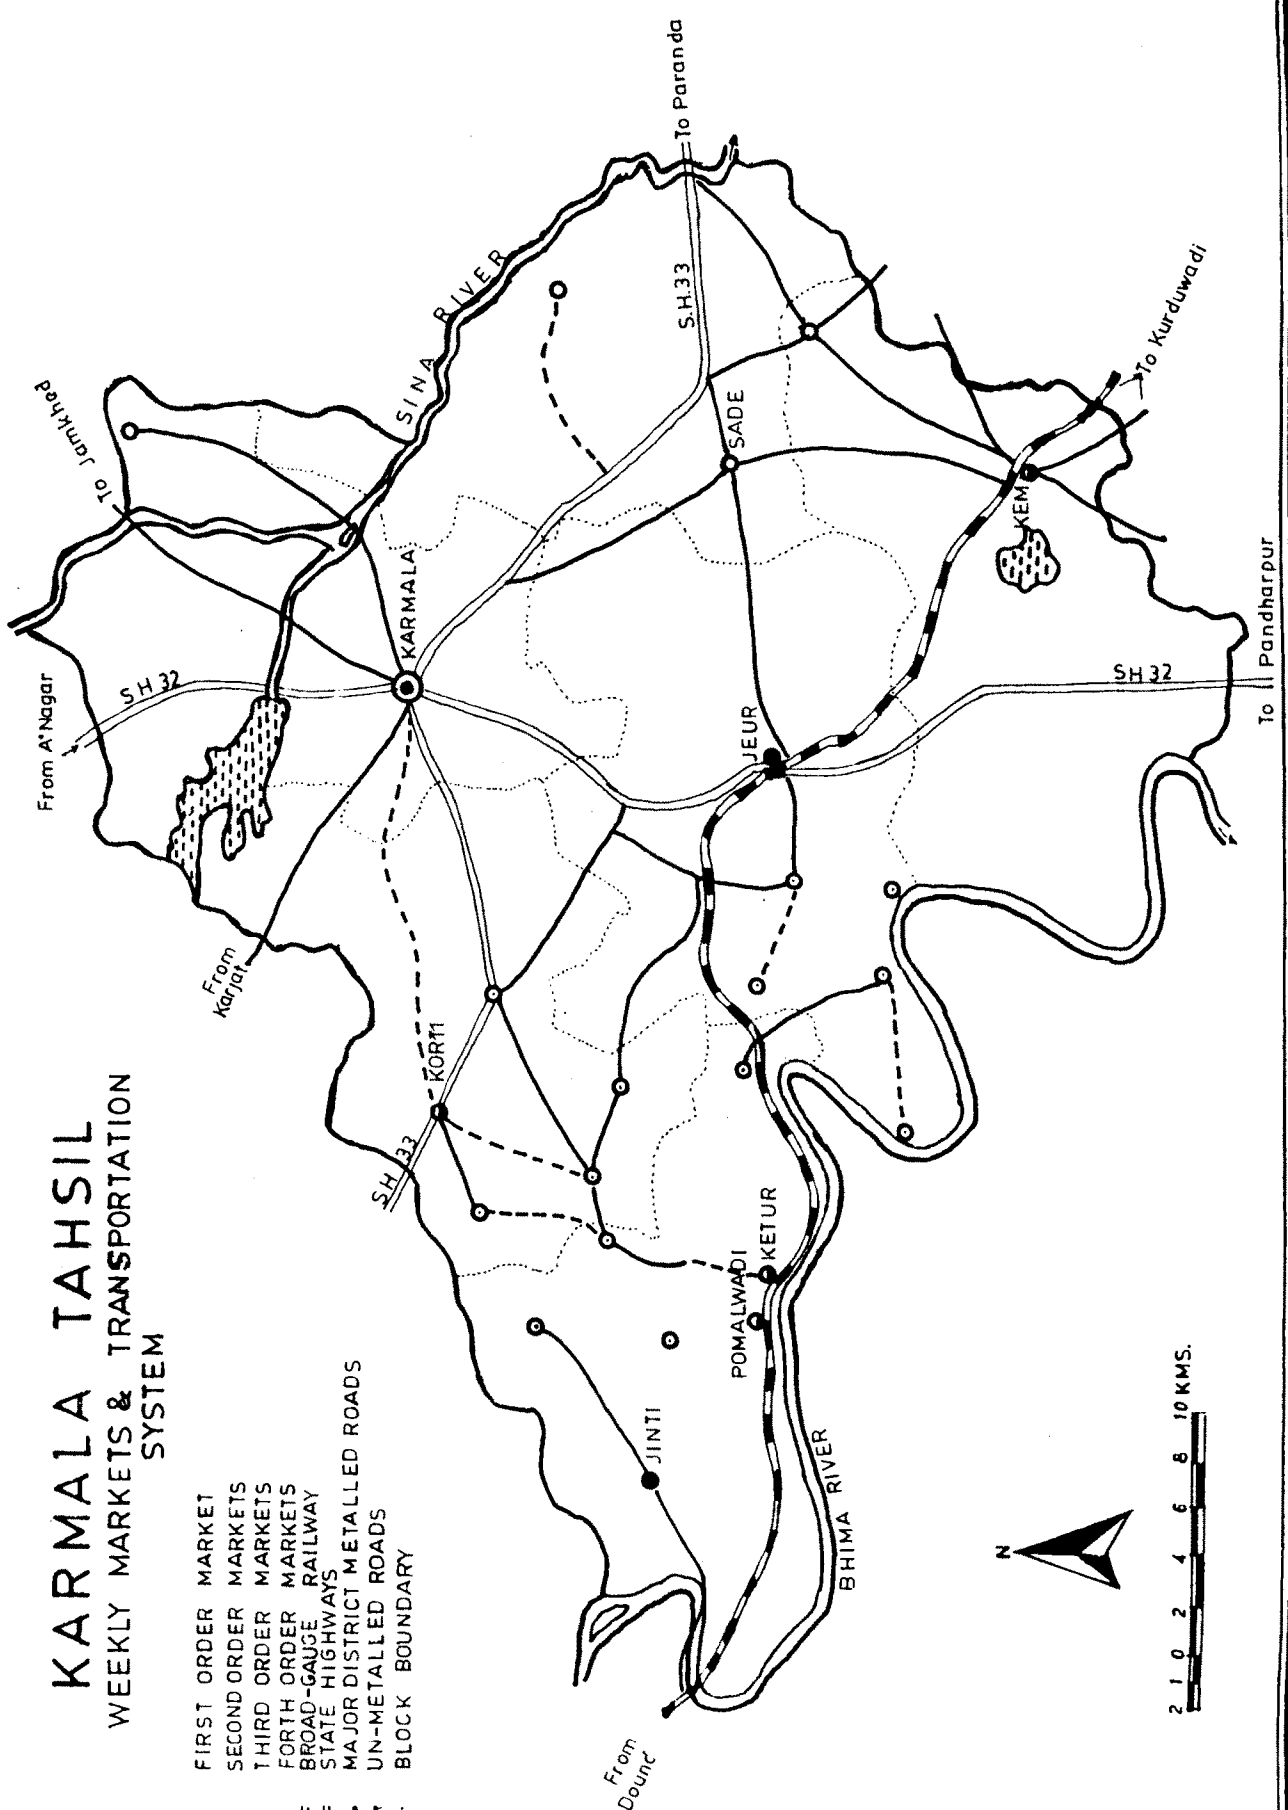 KARMALA TAHSIL
WEEKLY MARKETS & TRANSPORTATION
SYSTEM
FIRST ORDER MARKET
SECOND ORDER MARKETS
THIRD ORDER MARKETS
FORTH ORDER MARKETS
BROAD-GAUGE RAILWAY
STATE HIGHWAYS
MAJOR DISTRICT METALLED ROADS
UN-METALLED ROADS
BLOCK BOUNDARY
From A'Nagar
SH 32
To Jamkhed
SINA RIVER
To Paranda
S.H.33
From
Karjat
KARMALA
SADE
KORTI
SH 33
JEUR
KEM
To Kurduwadi
SH 32
To Pandharpur
POMALWADI
KETUR
JINTI
BHIMA RIVER
From
Dound
N
2 1 0 2 4 6 8 10 KMS.